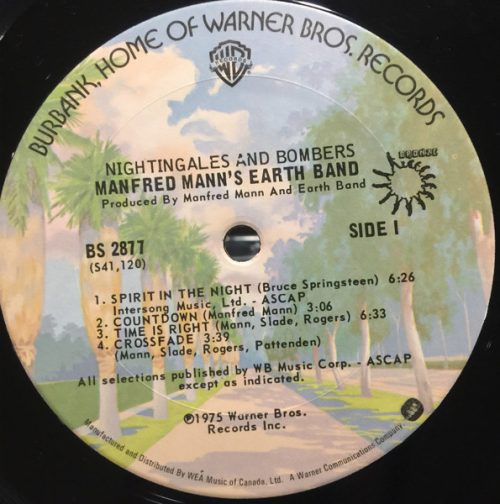 BURBANK, HOME OF WARNER BROS. RECORDS
NIGHTINGALES AND BOMBERS
MANFRED MANN'S EARTH BAND
Produced By Manfred Mann And Earth Band
BRONZE
BS 2877
(S41,120)
SIDE I
1. SPIRIT IN THE NIGHT (Bruce Springsteen) 6:26
Intersong Music, Ltd. - ASCAP
2. COUNTDOWN (Manfred Mann) 3:06
3. TIME IS RIGHT (Mann, Slade, Rogers) 6:33
4. CROSSFADE 3:39
(Mann, Slade, Rogers, Pattenden)
All selections published by WB Music Corp. - ASCAP
except as indicated.
℗1975 Warner Bros.
Records Inc.
Manufactured and Distributed By WEA Music of Canada, Ltd. A Warner Communications Company